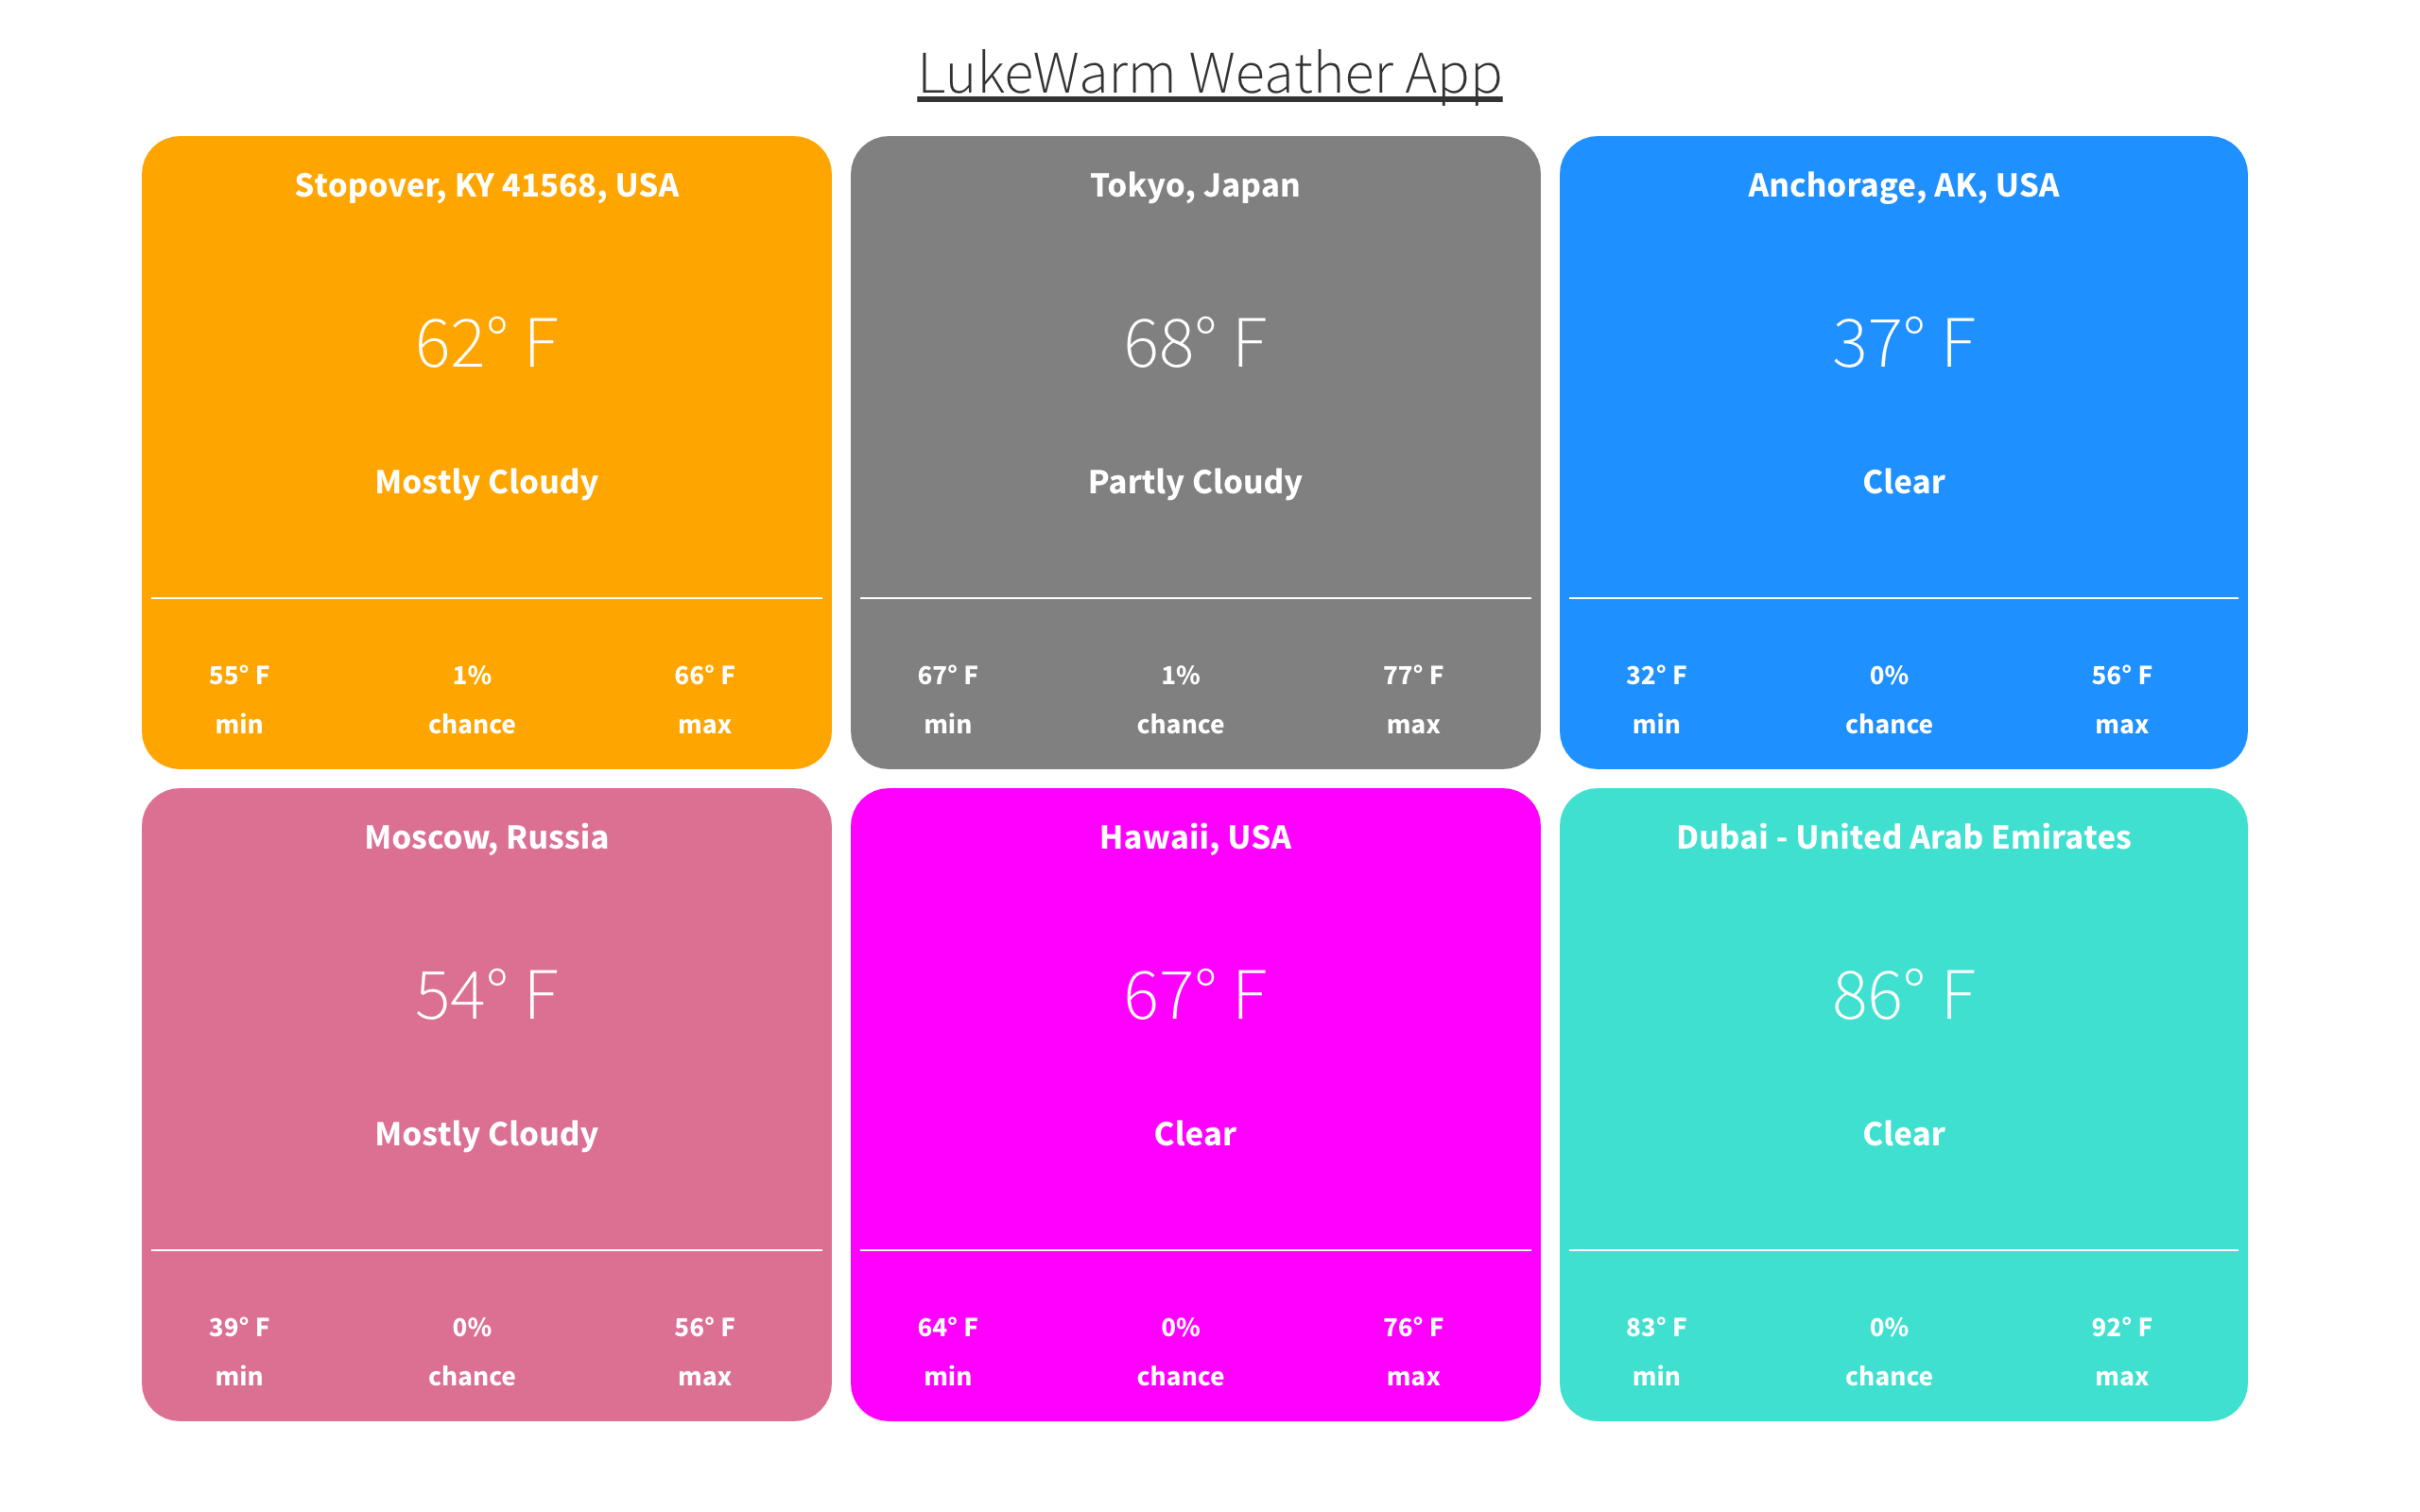 LukeWarm Weather App
Stopover, KY 41568, USA
62° F
Mostly Cloudy
55° F 1% 66° F
min chance max
Tokyo, Japan
68° F
Partly Cloudy
67° F 1% 77° F
min chance max
Anchorage, AK, USA
37° F
Clear
32° F 0% 56° F
min chance max
Moscow, Russia
54° F
Mostly Cloudy
39° F 0% 56° F
min chance max
Hawaii, USA
67° F
Clear
64° F 0% 76° F
min chance max
Dubai - United Arab Emirates
86° F
Clear
83° F 0% 92° F
min chance max